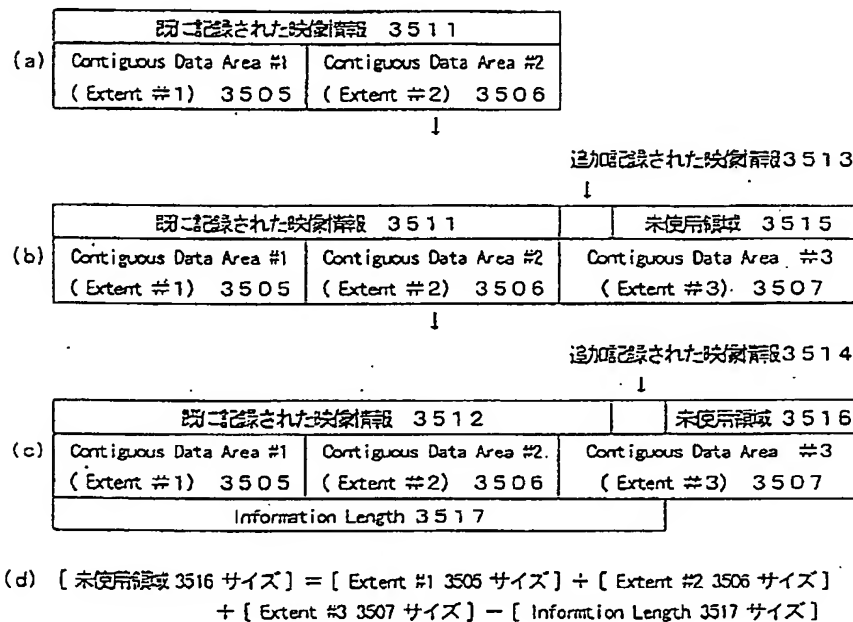 既に記録された映像情報 3511
(a) Contiguous Data Area #1 Contiguous Data Area #2
(Extent #1) 3505 (Extent #2) 3506
↓
追加記録された映像情報3513
↓
既に記録された映像情報 3511 未使用領域 3515
(b) Contiguous Data Area #1 Contiguous Data Area #2 Contiguous Data Area #3
(Extent #1) 3505 (Extent #2) 3506 (Extent #3) 3507
↓
追加記録された映像情報3514
↓
既に記録された映像情報 3512 未使用領域 3516
(c) Contiguous Data Area #1 Contiguous Data Area #2. Contiguous Data Area #3
(Extent #1) 3505 (Extent #2) 3506 (Extent #3) 3507
Information Length 3517
(d) [未使用領域 3516 サイズ] = [Extent #1 3505 サイズ] + [Extent #2 3506 サイズ]
+ [Extent #3 3507 サイズ] − [Informtion Length 3517 サイズ]